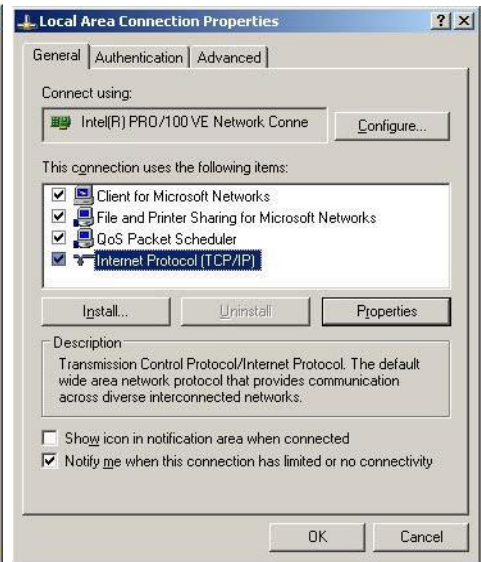 Local Area Connection Properties
General Authentication Advanced
Connect using:
Intel(R) PRO/100 VE Network Conne Configure...
This connection uses the following items:
Client for Microsoft Networks
File and Printer Sharing for Microsoft Networks
QoS Packet Scheduler
Internet Protocol (TCP/IP)
Install... Uninstall Properties
Description
Transmission Control Protocol/Internet Protocol. The default
wide area network protocol that provides communication
across diverse interconnected networks.
Show icon in notification area when connected
Notify me when this connection has limited or no connectivity
OK Cancel